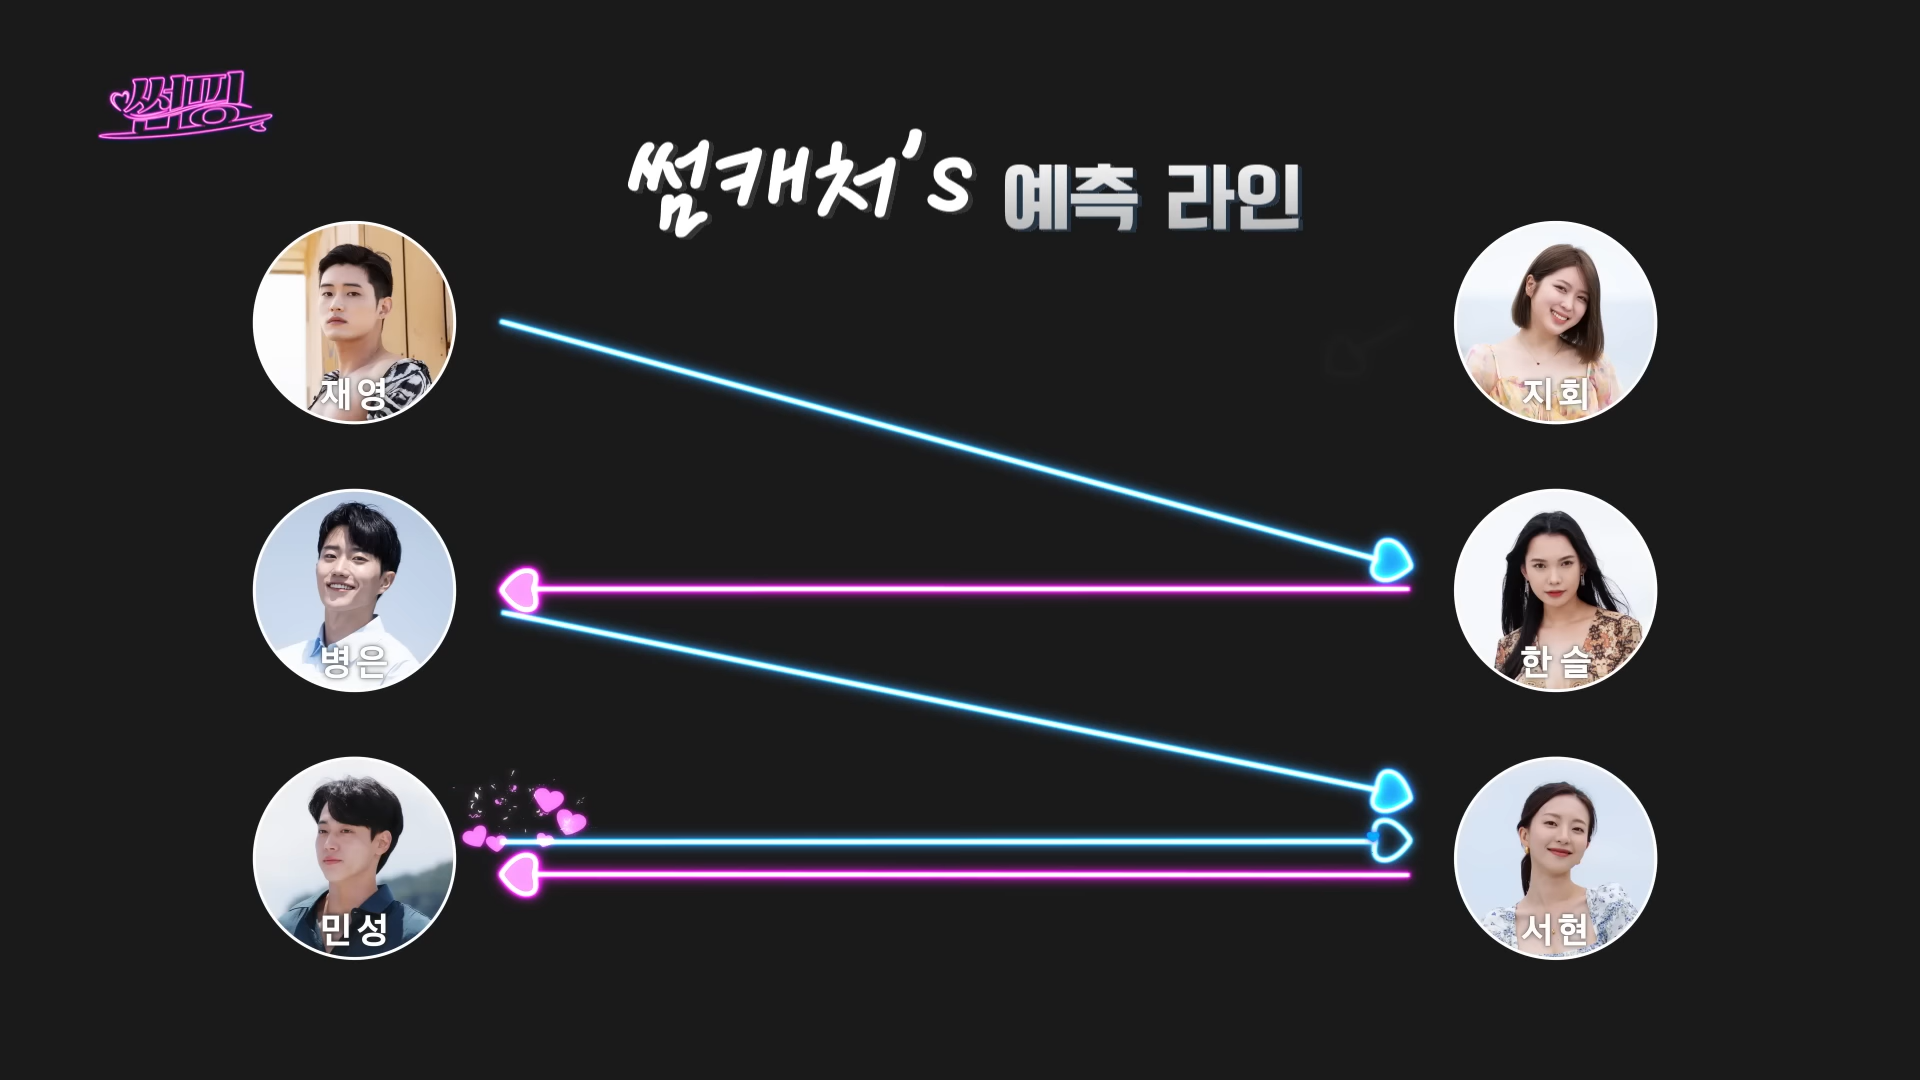 썸핑
썸캐처's 예측 라인
재영
지회
병은
한슬
민성
서현